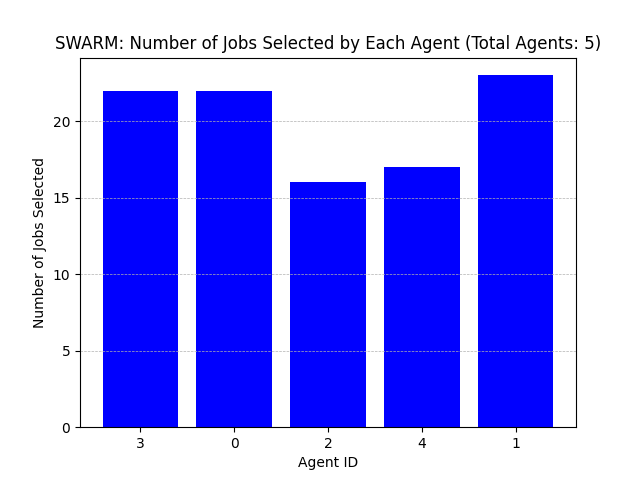 SWARM: Number of Jobs Selected by Each Agent (Total Agents: 5)
Number of Jobs Selected
20
15
10
5
0
3 0 2 4 1
Agent ID